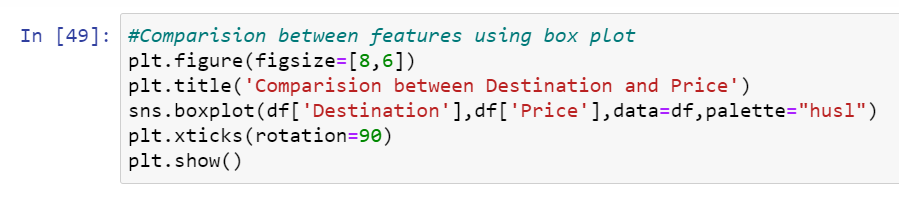 In [49]: #Comparision between features using box plot
plt.figure(figsize=[8,6])
plt.title('Comparision between Destination and Price')
sns.boxplot(df['Destination'],df['Price'],data=df,palette="husl")
plt.xticks(rotation=90)
plt.show()